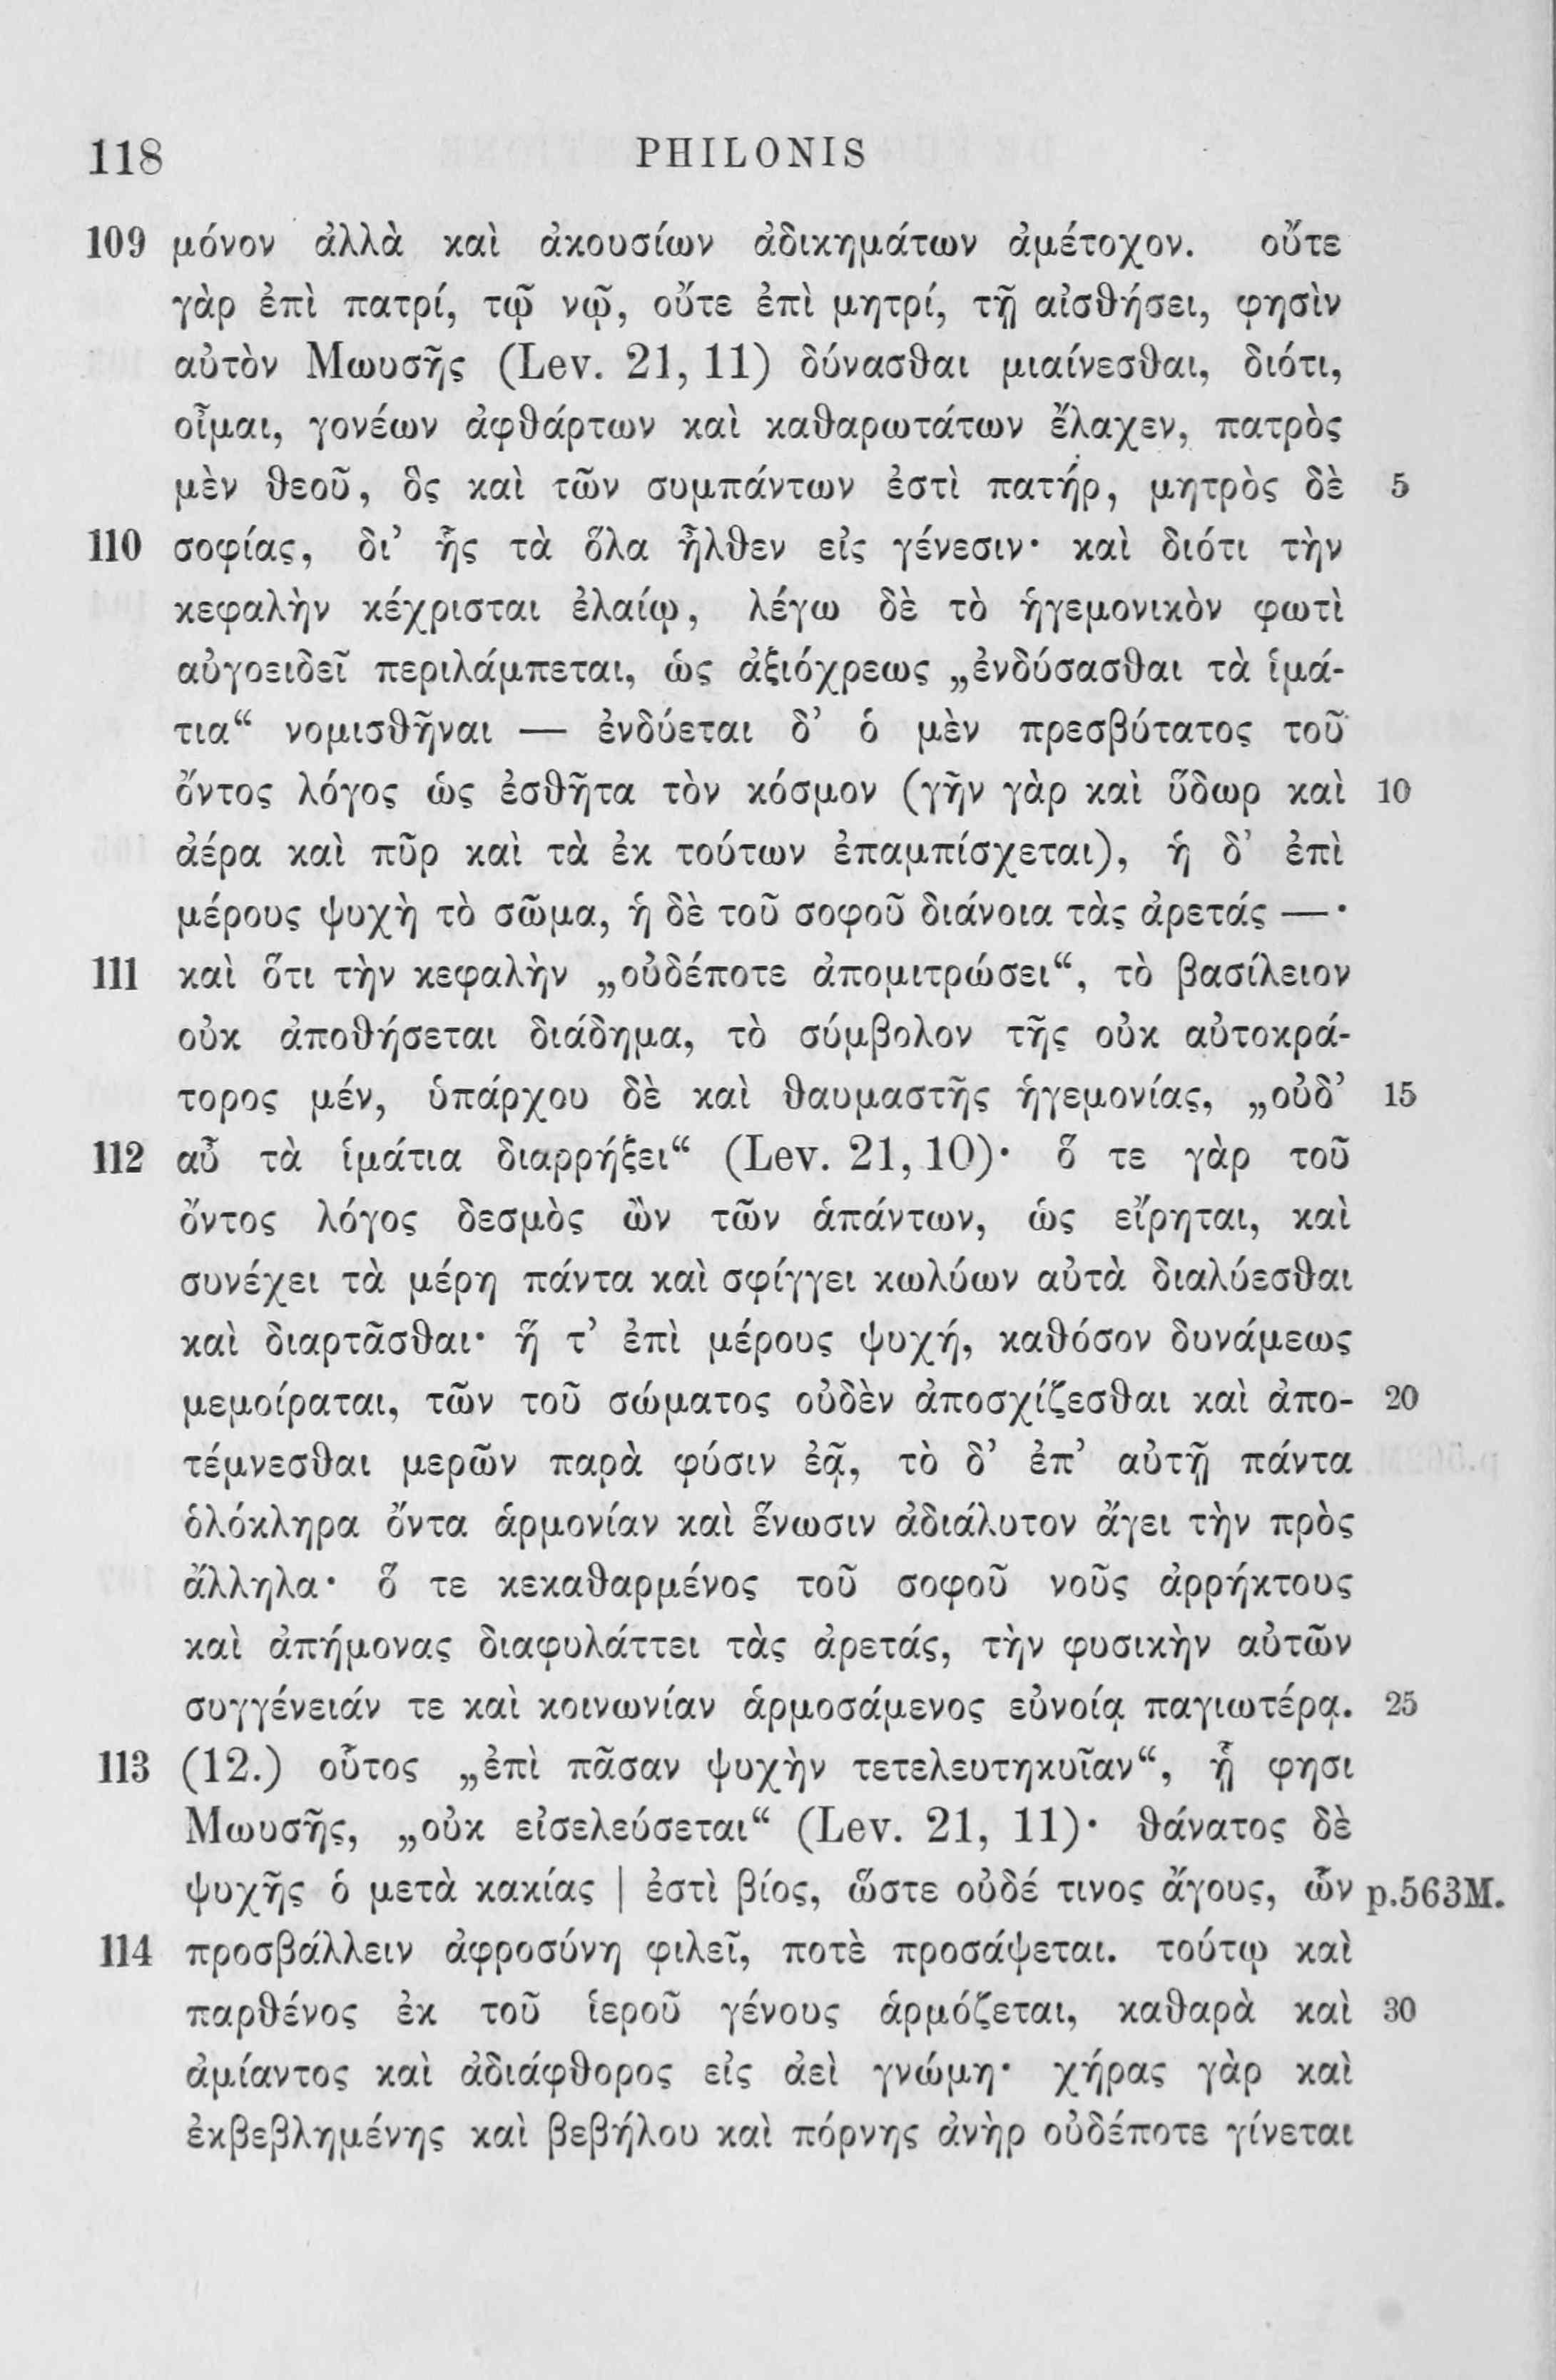 118 PHILONIS
109 μόνον ἀλλὰ καὶ ἀκουσίων ἀδικημάτων ἀμέτοχον. οὔτε
γὰρ ἐπὶ πατρί, τῷ νῷ, οὔτε ἐπὶ μητρί, τῇ αἰσθήσει, φησὶν
αὐτὸν Μωυσῆς (Lev. 21, 11) δύνασθαι μιαίνεσθαι, διότι,
οἶμαι, γονέων ἀφθάρτων καὶ καθαρωτάτων ἔλαχεν, πατρὸς
μὲν θεοῦ, ὃς καὶ τῶν συμπάντων ἐστὶ πατήρ, μητρὸς δὲ 5
110 σοφίας, δι’ ἧς τὰ ὅλα ἦλθεν εἰς γένεσιν· καὶ διότι τὴν
κεφαλὴν κέχρισται ἐλαίῳ, λέγω δὲ τὸ ἡγεμονικὸν φωτὶ
αὐγοειδεῖ περιλάμπεται, ὡς ἀξιόχρεως „ἐνδύσασθαι τὰ ἱμά-
τια“ νομισθῆναι — ἐνδύεται δ’ ὁ μὲν πρεσβύτατος τοῦ
ὄντος λόγος ὡς ἐσθῆτα τὸν κόσμον (γῆν γὰρ καὶ ὕδωρ καὶ 10
ἀέρα καὶ πῦρ καὶ τὰ ἐκ τούτων ἐπαμπίσχεται), ἡ δ’ ἐπὶ
μέρους ψυχὴ τὸ σῶμα, ἡ δὲ τοῦ σοφοῦ διάνοια τὰς ἀρετάς —·
111 καὶ ὅτι τὴν κεφαλὴν „οὐδέποτε ἀπομιτρώσει“, τὸ βασίλειον
οὐκ ἀποθήσεται διάδημα, τὸ σύμβολον τῆς οὐκ αὐτοκρά-
τορος μέν, ὑπάρχου δὲ καὶ θαυμαστῆς ἡγεμονίας, „οὐδ’ 15
112 αὖ τὰ ἱμάτια διαρρήξει“ (Lev. 21, 10)· ὅ τε γὰρ τοῦ
ὄντος λόγος δεσμὸς ὢν τῶν ἁπάντων, ὡς εἴρηται, καὶ
συνέχει τὰ μέρη πάντα καὶ σφίγγει κωλύων αὐτὰ διαλύεσθαι
καὶ διαρτᾶσθαι· ἥ τ’ ἐπὶ μέρους ψυχή, καθόσον δυνάμεως
μεμοίραται, τῶν τοῦ σώματος οὐδὲν ἀποσχίζεσθαι καὶ ἀπο- 20
τέμνεσθαι μερῶν παρὰ φύσιν ἐᾷ, τὸ δ’ ἐπ’ αὐτῇ πάντα
ὁλόκληρα ὄντα ἁρμονίαν καὶ ἕνωσιν ἀδιάλυτον ἄγει τὴν πρὸς
ἄλληλα· ὅ τε κεκαθαρμένος τοῦ σοφοῦ νοῦς ἀρρήκτους
καὶ ἀπήμονας διαφυλάττει τὰς ἀρετάς, τὴν φυσικὴν αὐτῶν
συγγένειάν τε καὶ κοινωνίαν ἁρμοσάμενος εὐνοίᾳ παγιωτέρᾳ. 25
113 (12.) οὗτος „ἐπὶ πᾶσαν ψυχὴν τετελευτηκυῖαν“, ᾗ φησι
Μωυσῆς, „οὐκ εἰσελεύσεται“ (Lev. 21, 11)· θάνατος δὲ
ψυχῆς ὁ μετὰ κακίας | ἐστὶ βίος, ὥστε οὐδέ τινος ἄγους, ὧν p.563M.
114 προσβάλλειν ἀφροσύνη φιλεῖ, ποτὲ προσάψεται. τούτῳ καὶ
παρθένος ἐκ τοῦ ἱεροῦ γένους ἁρμόζεται, καθαρὰ καὶ 30
ἀμίαντος καὶ ἀδιάφθορος εἰς ἀεὶ γνώμη· χήρας γὰρ καὶ
ἐκβεβλημένης καὶ βεβήλου καὶ πόρνης ἀνὴρ οὐδέποτε γίνεται